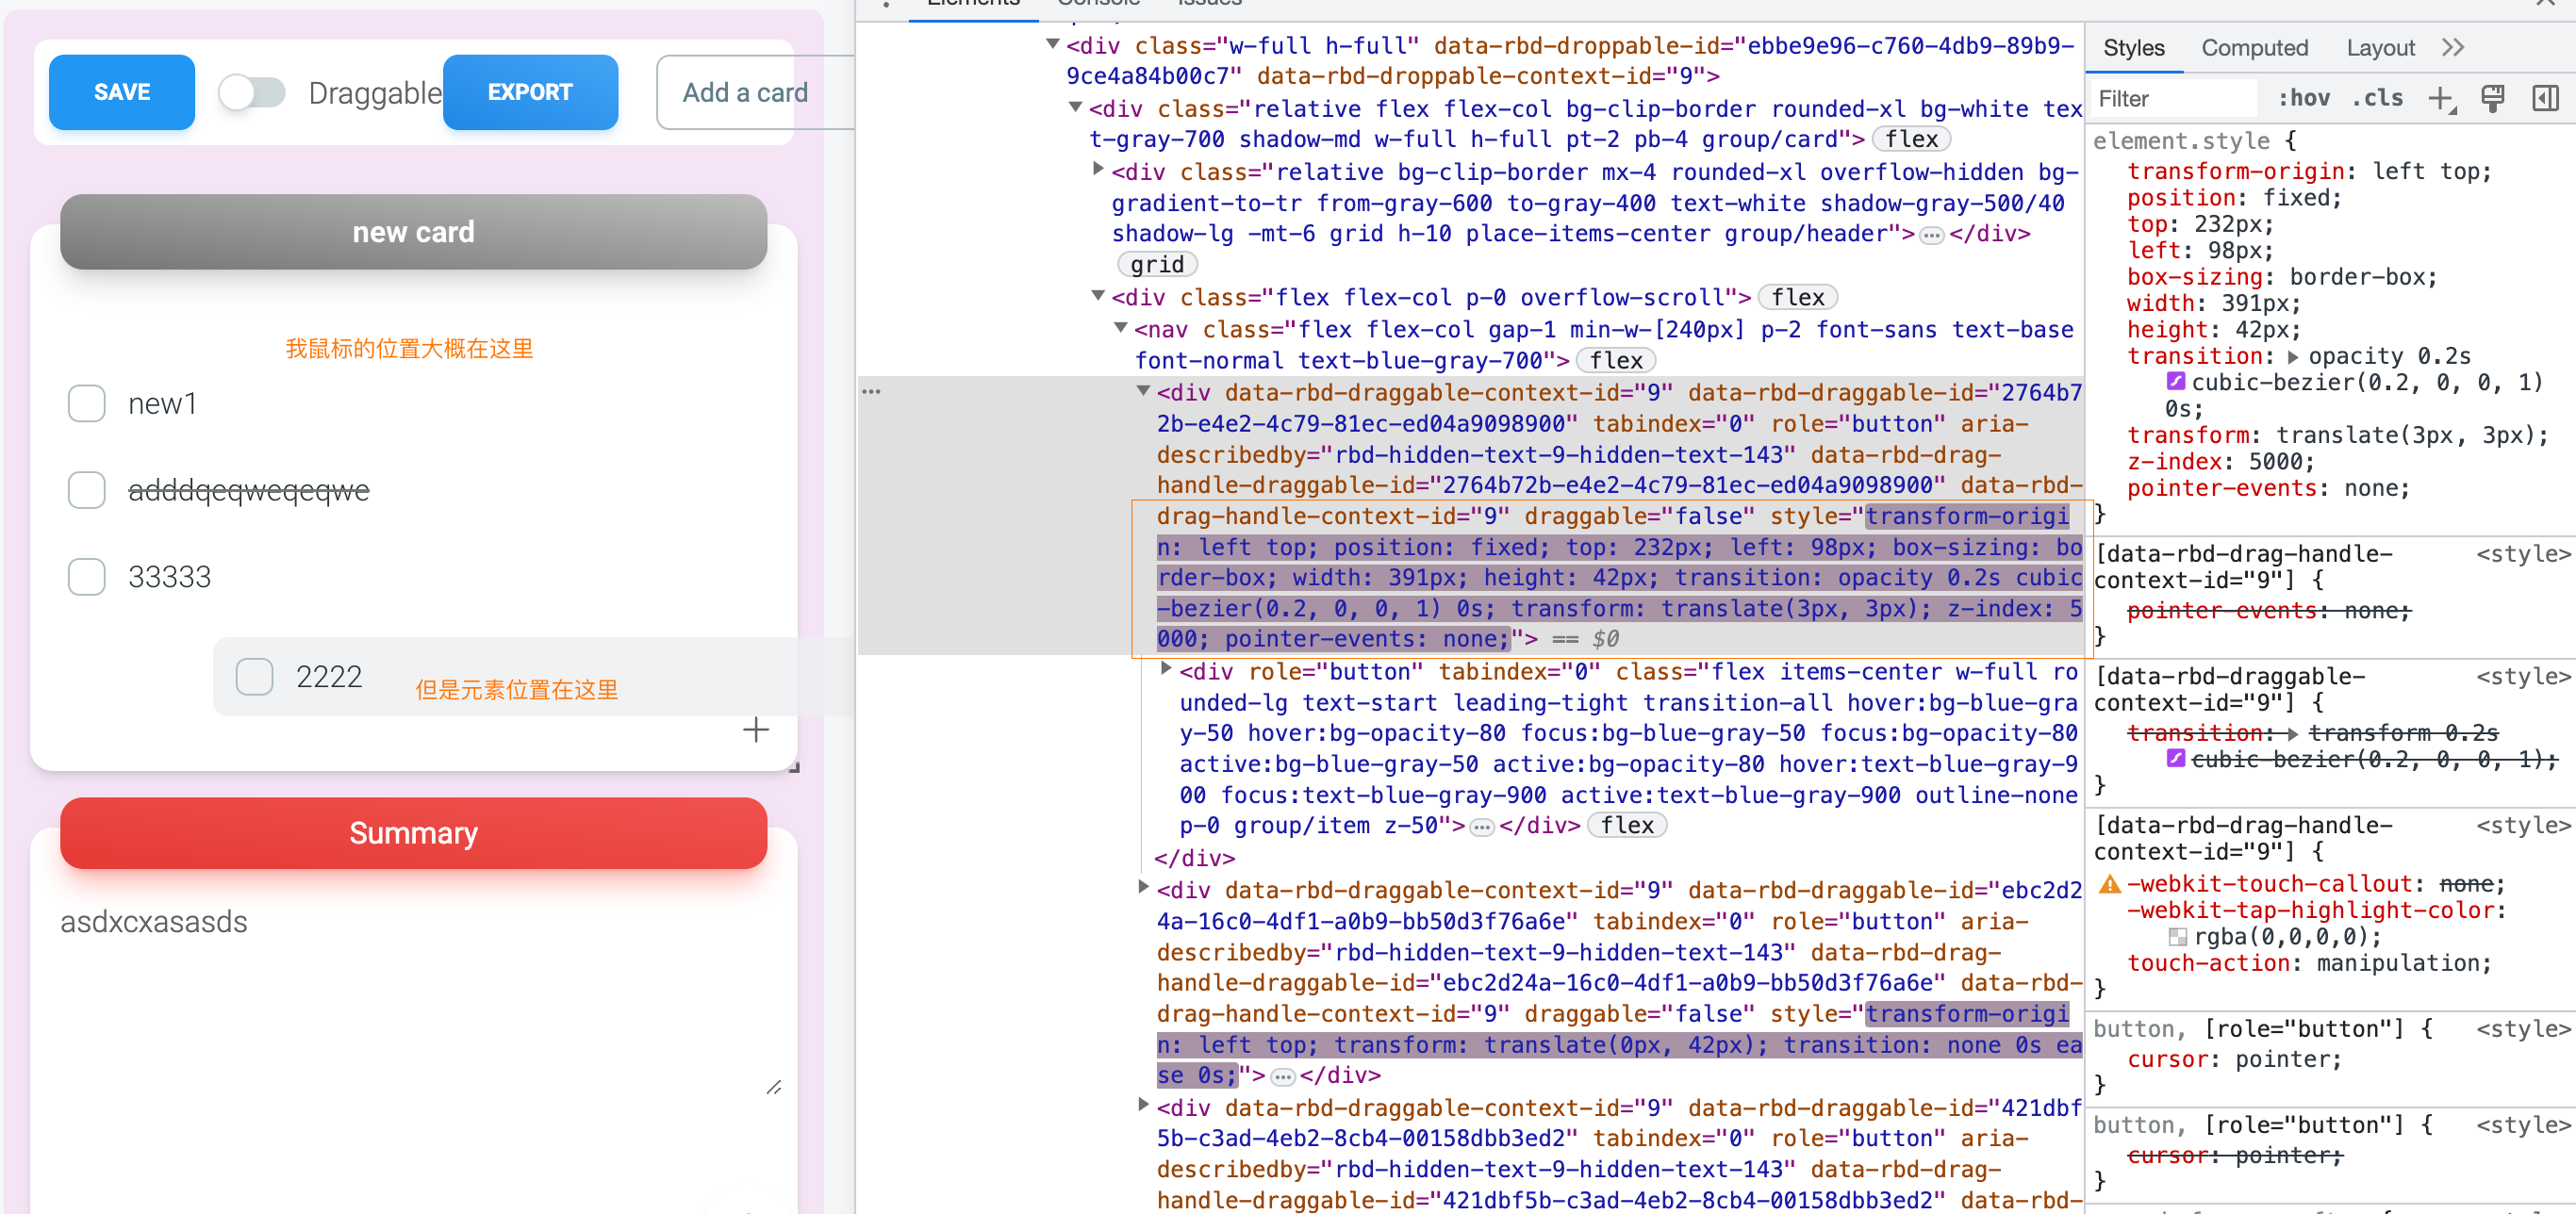 SAVE
Draggable
EXPORT
Add a card
new card
我鼠标的位置大概在这里
new1
adddqeqweqeqwe
33333
2222
但是元素位置在这里
Summary
asdxcxasasds
Elements
Console
Issues
<div class="w-full h-full" data-rbd-droppable-id="ebbe9e96-c760-4db9-89b9-
9ce4a84b00c7" data-rbd-droppable-context-id="9">
<div class="relative flex flex-col bg-clip-border rounded-xl bg-white tex
t-gray-700 shadow-md w-full h-full pt-2 pb-4 group/card"> flex
<div class="relative bg-clip-border mx-4 rounded-xl overflow-hidden bg-
gradient-to-tr from-gray-600 to-gray-400 text-white shadow-gray-500/40
shadow-lg -mt-6 grid h-10 place-items-center group/header">…</div>
grid
<div class="flex flex-col p-0 overflow-scroll"> flex
<nav class="flex flex-col gap-1 min-w-[240px] p-2 font-sans text-base
font-normal text-blue-gray-700"> flex
… <div data-rbd-draggable-context-id="9" data-rbd-draggable-id="2764b7
2b-e4e2-4c79-81ec-ed04a9098900" tabindex="0" role="button" aria-
describedby="rbd-hidden-text-9-hidden-text-143" data-rbd-drag-
handle-draggable-id="2764b72b-e4e2-4c79-81ec-ed04a9098900" data-rbd-
drag-handle-context-id="9" draggable="false" style="transform-origi
n: left top; position: fixed; top: 232px; left: 98px; box-sizing: bo
rder-box; width: 391px; height: 42px; transition: opacity 0.2s cubic
-bezier(0.2, 0, 0, 1) 0s; transform: translate(3px, 3px); z-index: 5
000; pointer-events: none;"> == $0
<div role="button" tabindex="0" class="flex items-center w-full ro
unded-lg text-start leading-tight transition-all hover:bg-blue-gra
y-50 hover:bg-opacity-80 focus:bg-blue-gray-50 focus:bg-opacity-80
active:bg-blue-gray-50 active:bg-opacity-80 hover:text-blue-gray-9
00 focus:text-blue-gray-900 active:text-blue-gray-900 outline-none
p-0 group/item z-50">…</div> flex
</div>
<div data-rbd-draggable-context-id="9" data-rbd-draggable-id="ebc2d2
4a-16c0-4df1-a0b9-bb50d3f76a6e" tabindex="0" role="button" aria-
describedby="rbd-hidden-text-9-hidden-text-143" data-rbd-drag-
handle-draggable-id="ebc2d24a-16c0-4df1-a0b9-bb50d3f76a6e" data-rbd-
drag-handle-context-id="9" draggable="false" style="transform-origi
n: left top; transform: translate(0px, 42px); transition: none 0s ea
se 0s;">…</div>
<div data-rbd-draggable-context-id="9" data-rbd-draggable-id="421dbf
5b-c3ad-4eb2-8cb4-00158dbb3ed2" tabindex="0" role="button" aria-
describedby="rbd-hidden-text-9-hidden-text-143" data-rbd-drag-
handle-draggable-id="421dbf5b-c3ad-4eb2-8cb4-00158dbb3ed2" data-rbd-
Styles
Computed
Layout
Filter
:hov
.cls
element.style {
transform-origin: left top;
position: fixed;
top: 232px;
left: 98px;
box-sizing: border-box;
width: 391px;
height: 42px;
transition: opacity 0.2s
cubic-bezier(0.2, 0, 0, 1)
0s;
transform: translate(3px, 3px);
z-index: 5000;
pointer-events: none;
}
[data-rbd-drag-handle- <style>
context-id="9"] {
pointer-events: none;
}
[data-rbd-draggable- <style>
context-id="9"] {
transition: transform 0.2s
cubic-bezier(0.2, 0, 0, 1);
}
[data-rbd-drag-handle- <style>
context-id="9"] {
-webkit-touch-callout: none;
-webkit-tap-highlight-color:
rgba(0,0,0,0);
touch-action: manipulation;
}
button, [role="button"] { <style>
cursor: pointer;
}
button, [role="button"] { <style>
cursor: pointer;
}